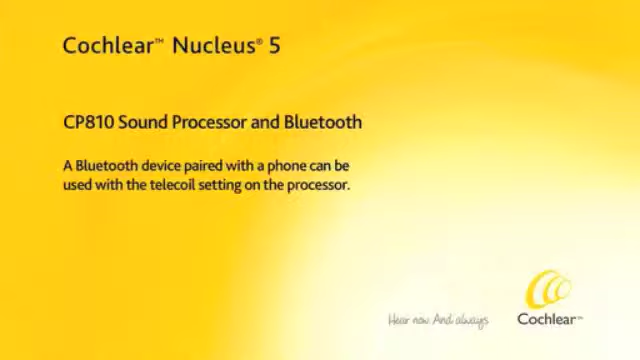 Cochlear™ Nucleus® 5
CP810 Sound Processor and Bluetooth
A Bluetooth device paired with a phone can be
used with the telecoil setting on the processor.
Hear now. And always
Cochlear™